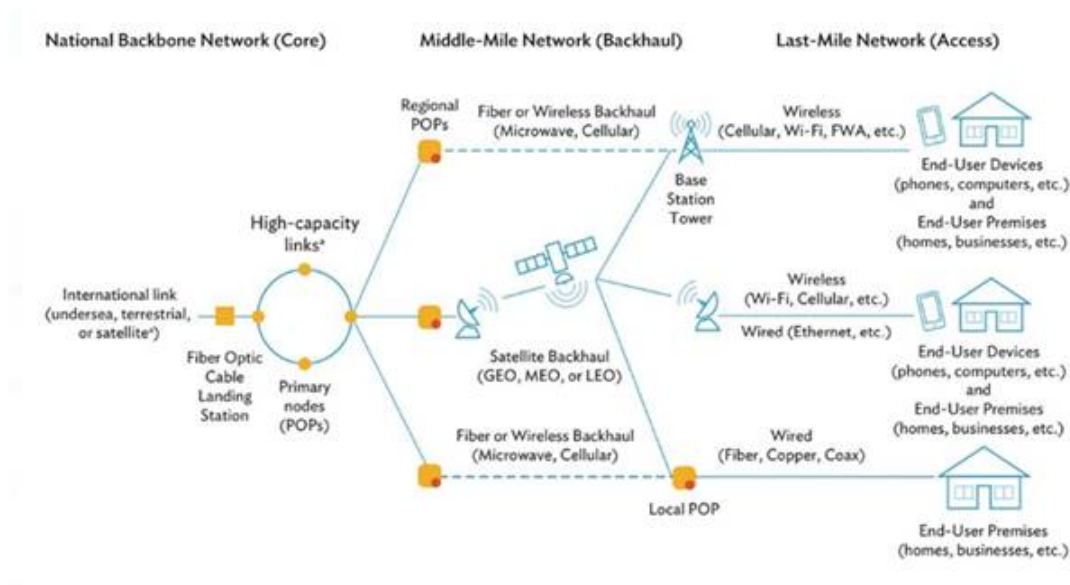 National Backbone Network (Core)
Middle-Mile Network (Backhaul)
Last-Mile Network (Access)
Regional
POPs
Fiber or Wireless Backhaul
(Microwave, Cellular)
Wireless
(Cellular, Wi-Fi, FWA, etc.)
Base
Station
Tower
End-User Devices
(phones, computers, etc.)
and
End-User Premises
(homes, businesses, etc.)
High-capacity
linksᵃ
International link
(undersea, terrestrial,
or satelliteᵃ)
Fiber Optic
Cable
Landing
Station
Primary
nodes
(POPs)
Satellite Backhaul
(GEO, MEO, or LEO)
Wireless
(Wi-Fi, Cellular, etc.)
Wired (Ethernet, etc.)
End-User Devices
(phones, computers, etc.)
and
End-User Premises
(homes, businesses, etc.)
Fiber or Wireless Backhaul
(Microwave, Cellular)
Local POP
Wired
(Fiber, Copper, Coax)
End-User Premises
(homes, businesses, etc.)